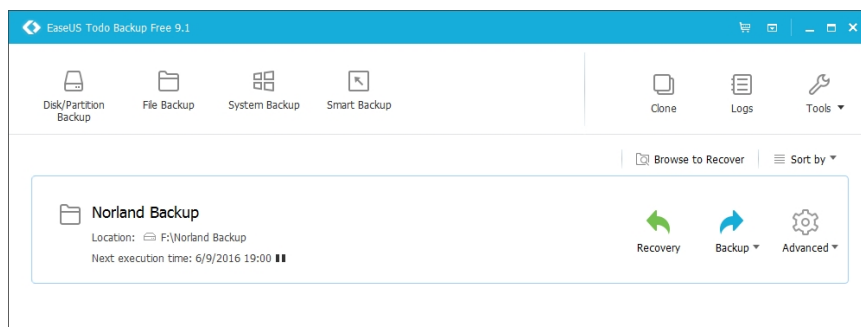 EaseUS Todo Backup Free 9.1
Disk/Partition
Backup
File Backup
System Backup
Smart Backup
Clone
Logs
Tools
Browse to Recover
Sort by
Norland Backup
Location: F:\Norland Backup
Next execution time: 6/9/2016 19:00
Recovery
Backup
Advanced